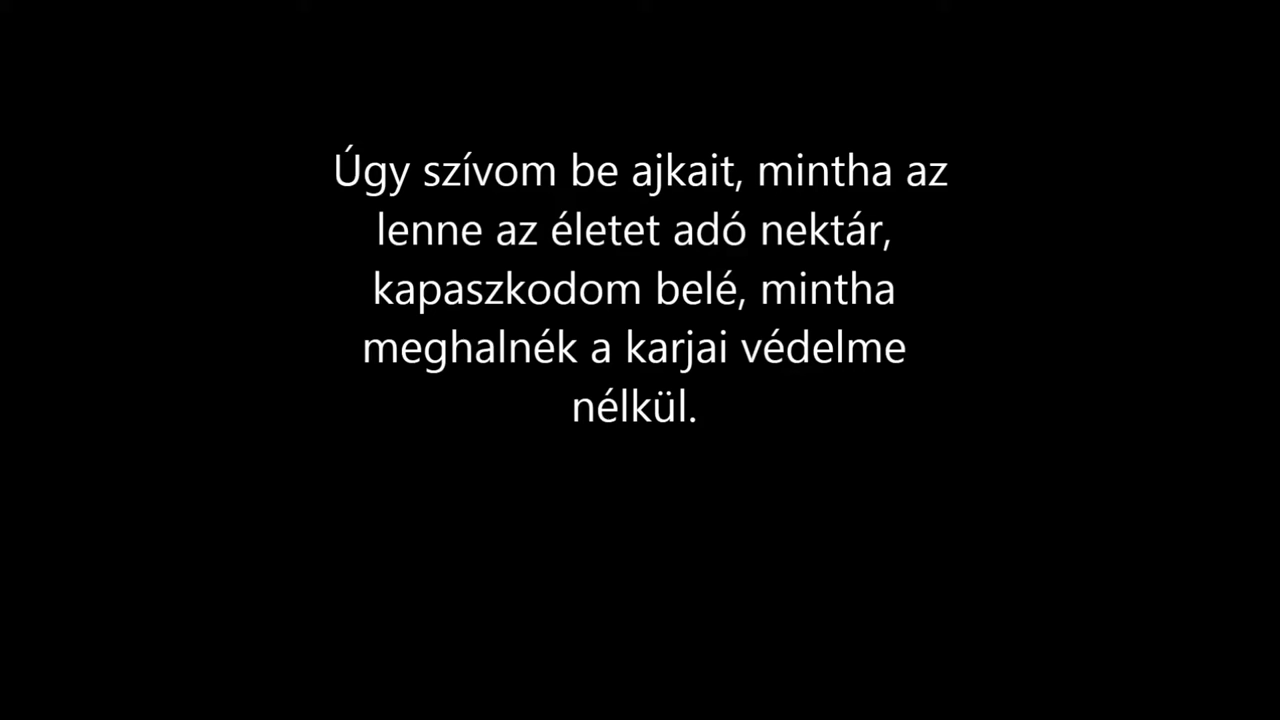 Úgy szívom be ajkait, mintha az
lenne az életet adó nektár,
kapaszkodom belé, mintha
meghalnék a karjai védelme
nélkül.